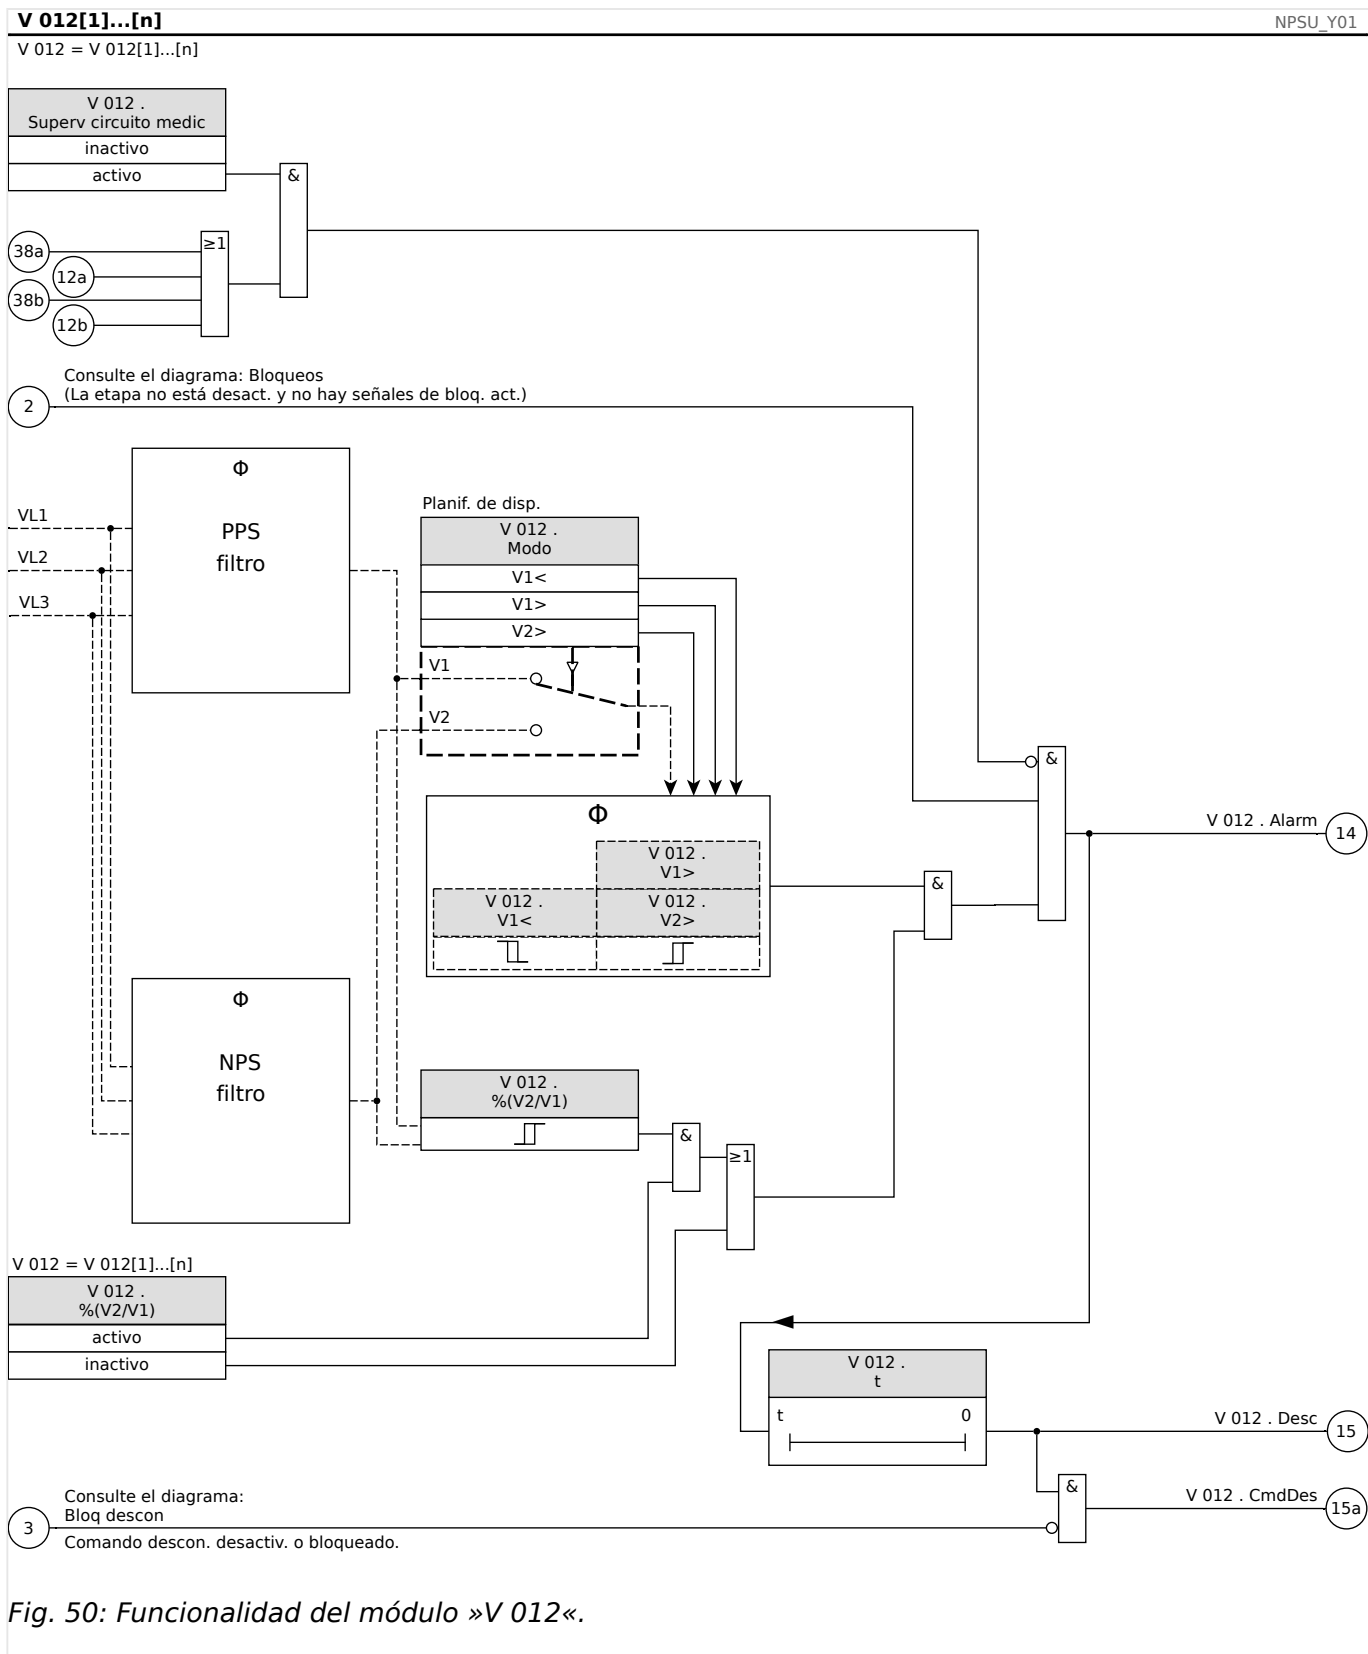 V 012[1]...[n]
NPSU_Y01
V 012 = V 012[1]...[n]
V 012 .
Superv circuito medic
inactivo
activo
&
38a
≥1
12a
38b
12b
Consulte el diagrama: Bloqueos
(La etapa no está desact. y no hay señales de bloq. act.)
2
Φ
PPS
filtro
VL1
VL2
VL3
Planif. de disp.
V 012 .
Modo
V1<
V1>
V2>
V1
V2
&
Φ
V 012 .
V1>
V 012 .
V1<
V 012 .
V2>
V 012 . Alarm
14
&
Φ
NPS
filtro
V 012 .
%(V2/V1)
&
≥1
V 012 = V 012[1]...[n]
V 012 .
%(V2/V1)
activo
inactivo
V 012 .
t
t
0
V 012 . Desc
15
&
V 012 . CmdDes
15a
Consulte el diagrama:
Bloq descon
3
Comando descon. desactiv. o bloqueado.
Fig. 50: Funcionalidad del módulo »V 012«.